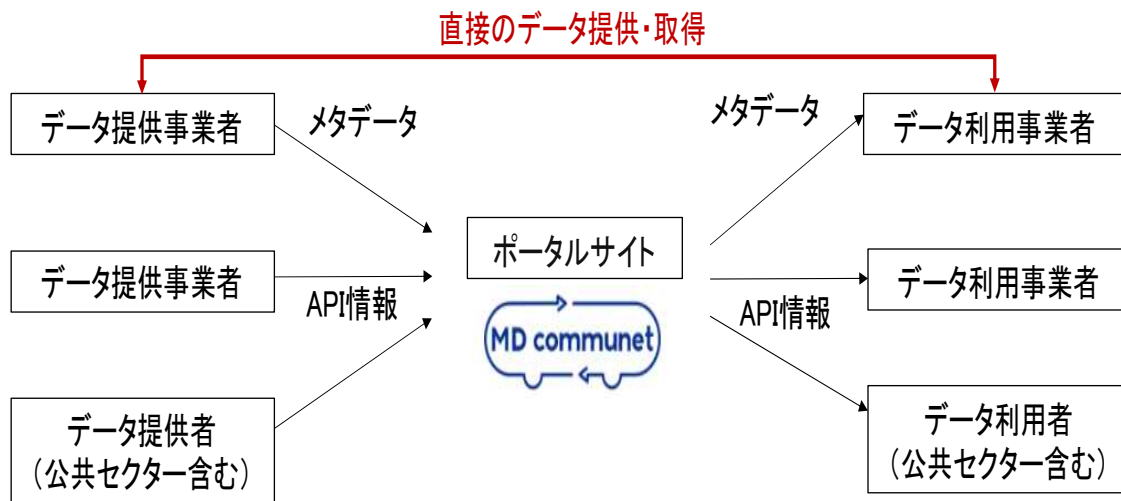 直接のデータ提供・取得
データ提供事業者
メタデータ
メタデータ
データ利用事業者
ポータルサイト
データ提供事業者
API情報
データ利用事業者
API情報
MD communet
データ提供者
（公共セクター含む）
データ利用者
（公共セクター含む）